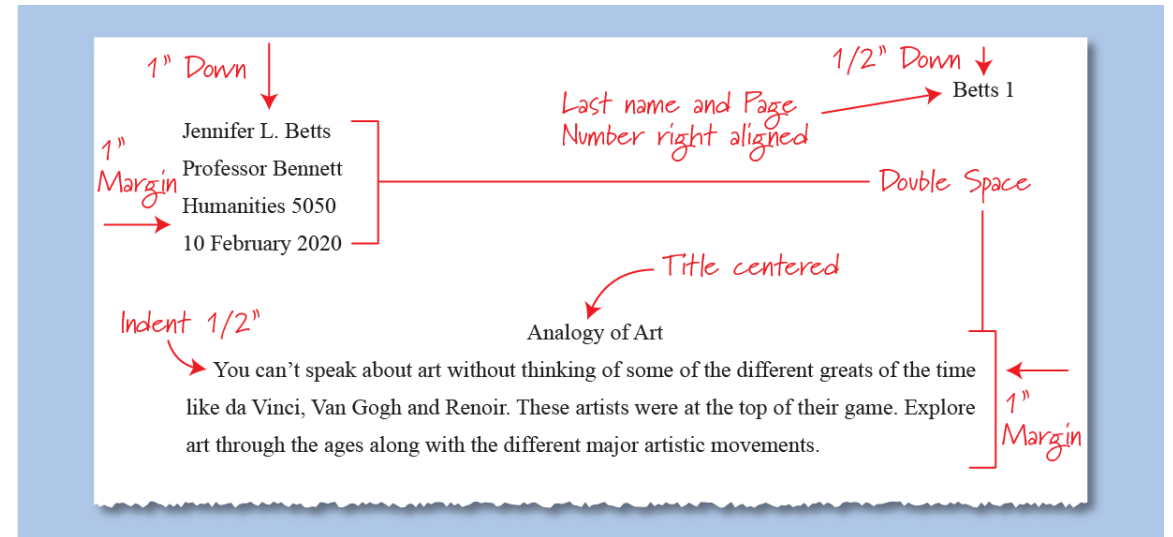 1" Down
1/2" Down
Betts 1
Last name and Page
Number right aligned
Jennifer L. Betts
1"
Margin
Professor Bennett
Double Space
Humanities 5050
10 February 2020
Title centered
Indent 1/2"
Analogy of Art
You can’t speak about art without thinking of some of the different greats of the time
like da Vinci, Van Gogh and Renoir. These artists were at the top of their game. Explore
art through the ages along with the different major artistic movements.
1"
Margin